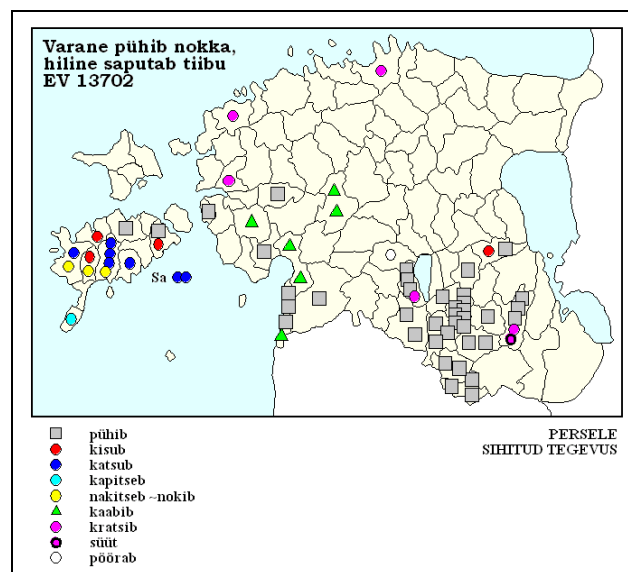 Varane pühib nokka,
hiline saputab tiibu
EV 13702
Sa
PERSELE
SIHITUD TEGEVUS
pühib
kisub
katsub
kapitseb
nakitseb ~nokib
kaabib
kratsib
süüt
pöörab